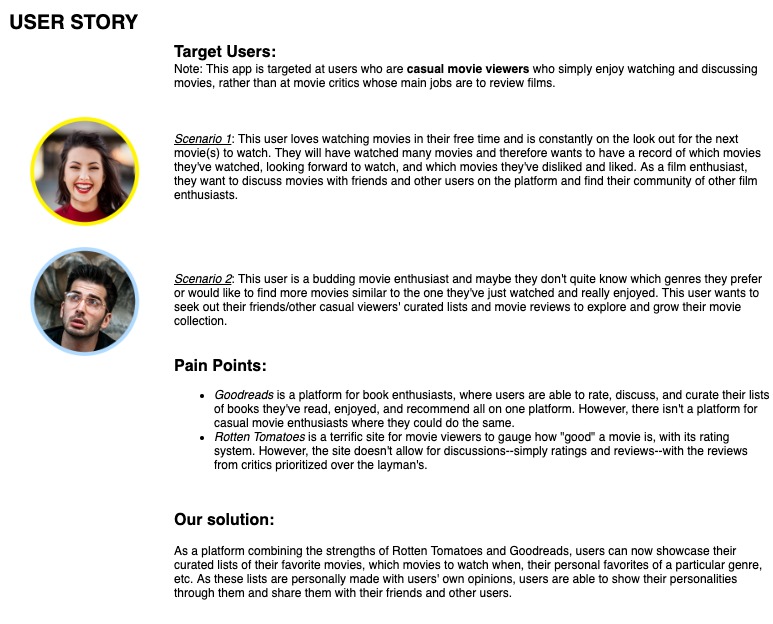 USER STORY
Target Users:
Note: This app is targeted at users who are casual movie viewers who simply enjoy watching and discussing
movies, rather than at movie critics whose main jobs are to review films.
Scenario 1: This user loves watching movies in their free time and is constantly on the look out for the next
movie(s) to watch. They will have watched many movies and therefore wants to have a record of which movies
they've watched, looking forward to watch, and which movies they've disliked and liked. As a film enthusiast,
they want to discuss movies with friends and other users on the platform and find their community of other film
enthusiasts.
Scenario 2: This user is a budding movie enthusiast and maybe they don't quite know which genres they prefer
or would like to find more movies similar to the one they've just watched and really enjoyed. This user wants to
seek out their friends/other casual viewers' curated lists and movie reviews to explore and grow their movie
collection.
Pain Points:
• Goodreads is a platform for book enthusiasts, where users are able to rate, discuss, and curate their lists
of books they've read, enjoyed, and recommend all on one platform. However, there isn't a platform for
casual movie enthusiasts where they could do the same.
• Rotten Tomatoes is a terrific site for movie viewers to gauge how "good" a movie is, with its rating
system. However, the site doesn't allow for discussions--simply ratings and reviews--with the reviews
from critics prioritized over the layman's.
Our solution:
As a platform combining the strengths of Rotten Tomatoes and Goodreads, users can now showcase their
curated lists of their favorite movies, which movies to watch when, their personal favorites of a particular genre,
etc. As these lists are personally made with users' own opinions, users are able to show their personalities
through them and share them with their friends and other users.